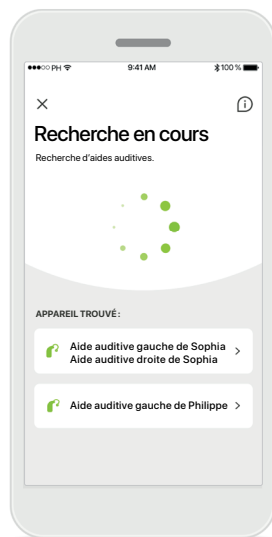 ●●●○○ PH 9:41 AM 100 %
Recherche en cours
Recherche d'aides auditives.
APPAREIL TROUVÉ :
Aide auditive gauche de Sophia
Aide auditive droite de Sophia
Aide auditive gauche de Philippe